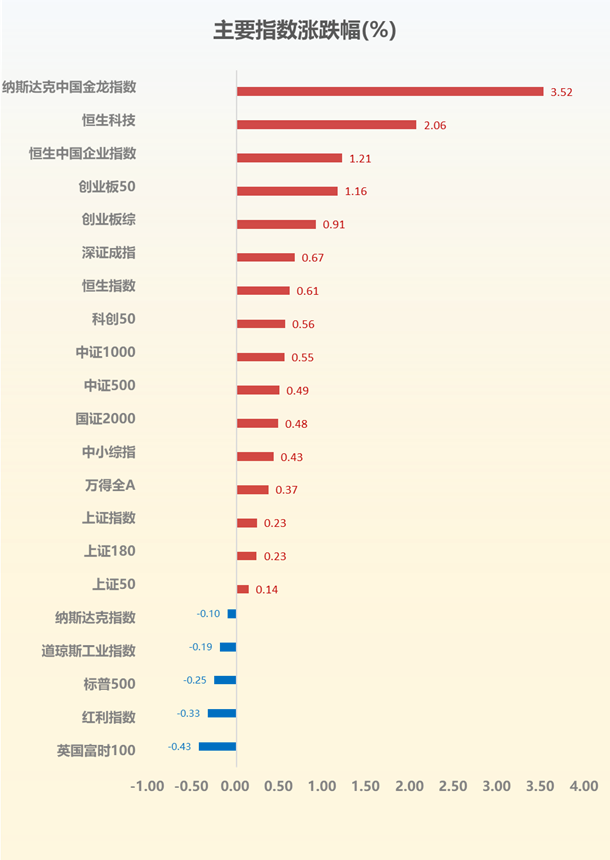 主要指数涨跌幅(%)
纳斯达克中国金龙指数 3.52
恒生科技 2.06
恒生中国企业指数 1.21
创业板50 1.16
创业板综 0.91
深证成指 0.67
恒生指数 0.61
科创50 0.56
中证1000 0.55
中证500 0.49
国证2000 0.48
中小综指 0.43
万得全A 0.37
上证指数 0.23
上证180 0.23
上证50 0.14
纳斯达克指数 -0.10
道琼斯工业指数 -0.19
标普500 -0.25
红利指数 -0.33
英国富时100 -0.43
-1.00 -0.50 0.00 0.50 1.00 1.50 2.00 2.50 3.00 3.50 4.00